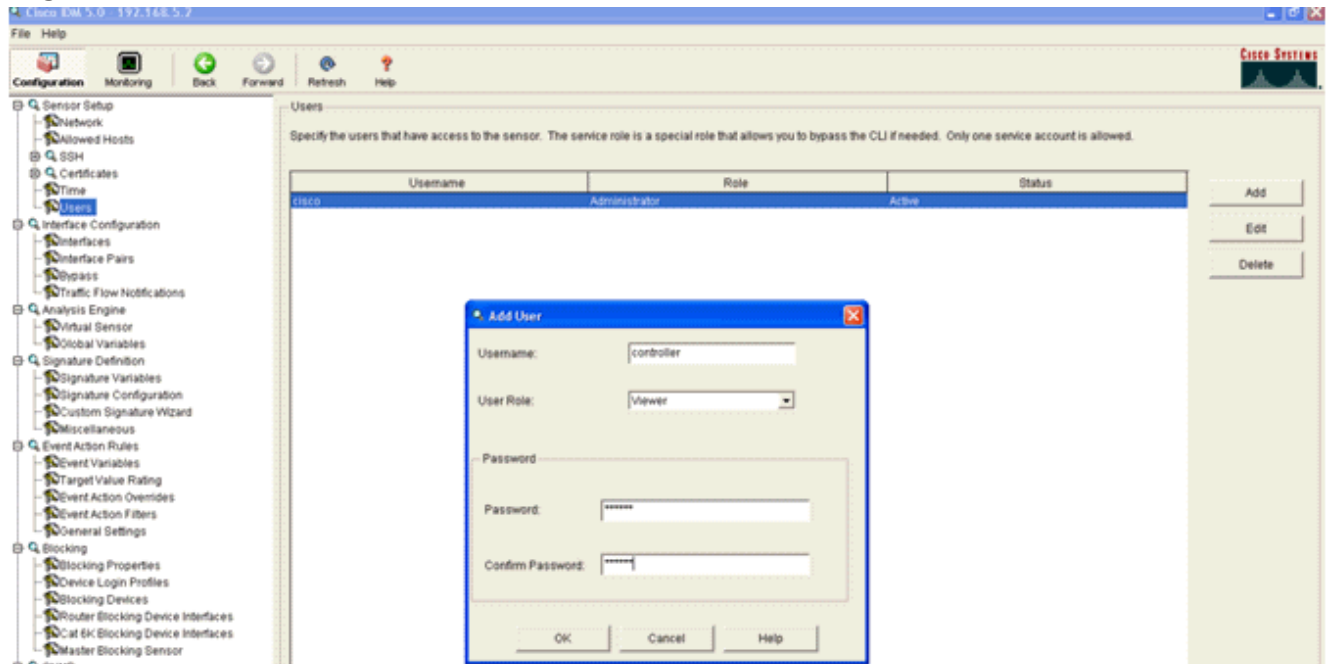 Cisco IDM 5.0 - 192.168.5.2
File Help
Configuration Monitoring Back Forward Refresh Help
CISCO SYSTEMS
Sensor Setup
Network
Allowed Hosts
SSH
Certificates
Time
Users
Interface Configuration
Interfaces
Interface Pairs
Bypass
Traffic Flow Notifications
Analysis Engine
Virtual Sensor
Global Variables
Signature Definition
Signature Variables
Signature Configuration
Custom Signature Wizard
Miscellaneous
Event Action Rules
Event Variables
Target Value Rating
Event Action Overrides
Event Action Filters
General Settings
Blocking
Blocking Properties
Device Login Profiles
Blocking Devices
Router Blocking Device Interfaces
Cat 6K Blocking Device Interfaces
Master Blocking Sensor
Users
Specify the users that have access to the sensor. The service role is a special role that allows you to bypass the CLI if needed. Only one service account is allowed.
Username Role Status
cisco Administrator Active
Add
Edit
Delete
Add User
Username: controller
User Role: Viewer
Password
Password: ******
Confirm Password: ******
OK Cancel Help